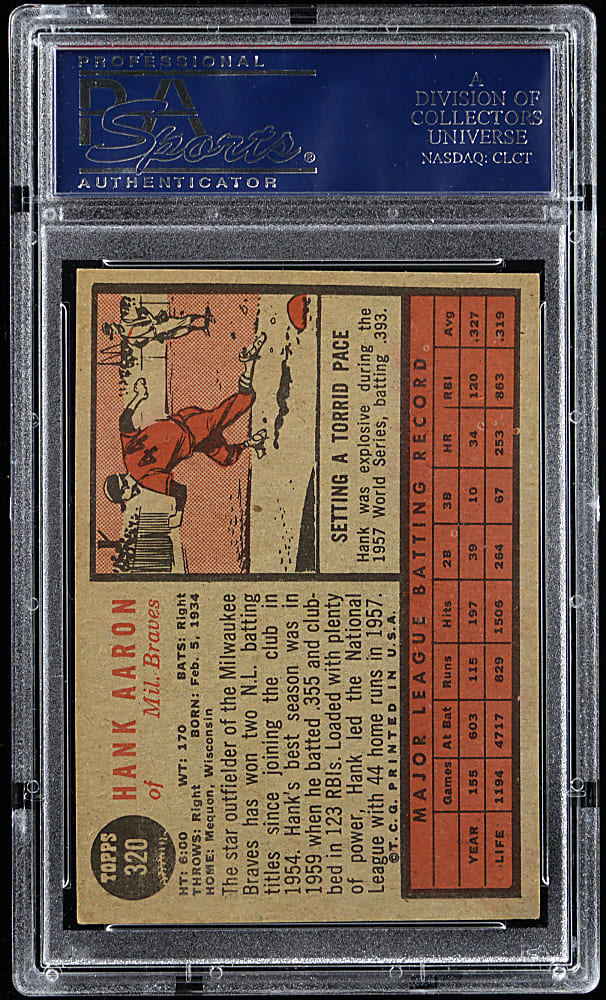 PROFESSIONAL
PSA
Sports®
AUTHENTICATOR
A
DIVISION OF
COLLECTORS
UNIVERSE
NASDAQ: CLCT
TOPPS
320
HANK AARON
of Mil. Braves
HT: 6:00 WT: 170 BATS: Right
THROWS: Right BORN: Feb. 5, 1934
HOME: Mequon, Wisconsin
The star outfielder of the Milwaukee
Braves has won two N.L. batting
titles since joining the club in
1954. Hank's best season was in
1959 when he batted .355 and club-
bed in 123 RBIs. Loaded with plenty
of power, Hank led the National
League with 44 home runs in 1957.
©T.C.G. PRINTED IN U.S.A.
44
SETTING A TORRID PACE
Hank was explosive during the
1957 World Series, batting .393.
MAJOR LEAGUE BATTING RECORD
Games At Bat Runs Hits 2B 3B HR RBI Avg
YEAR 155 603 115 197 39 10 34 120 .327
LIFE 1194 4717 829 1506 264 67 253 863 .319